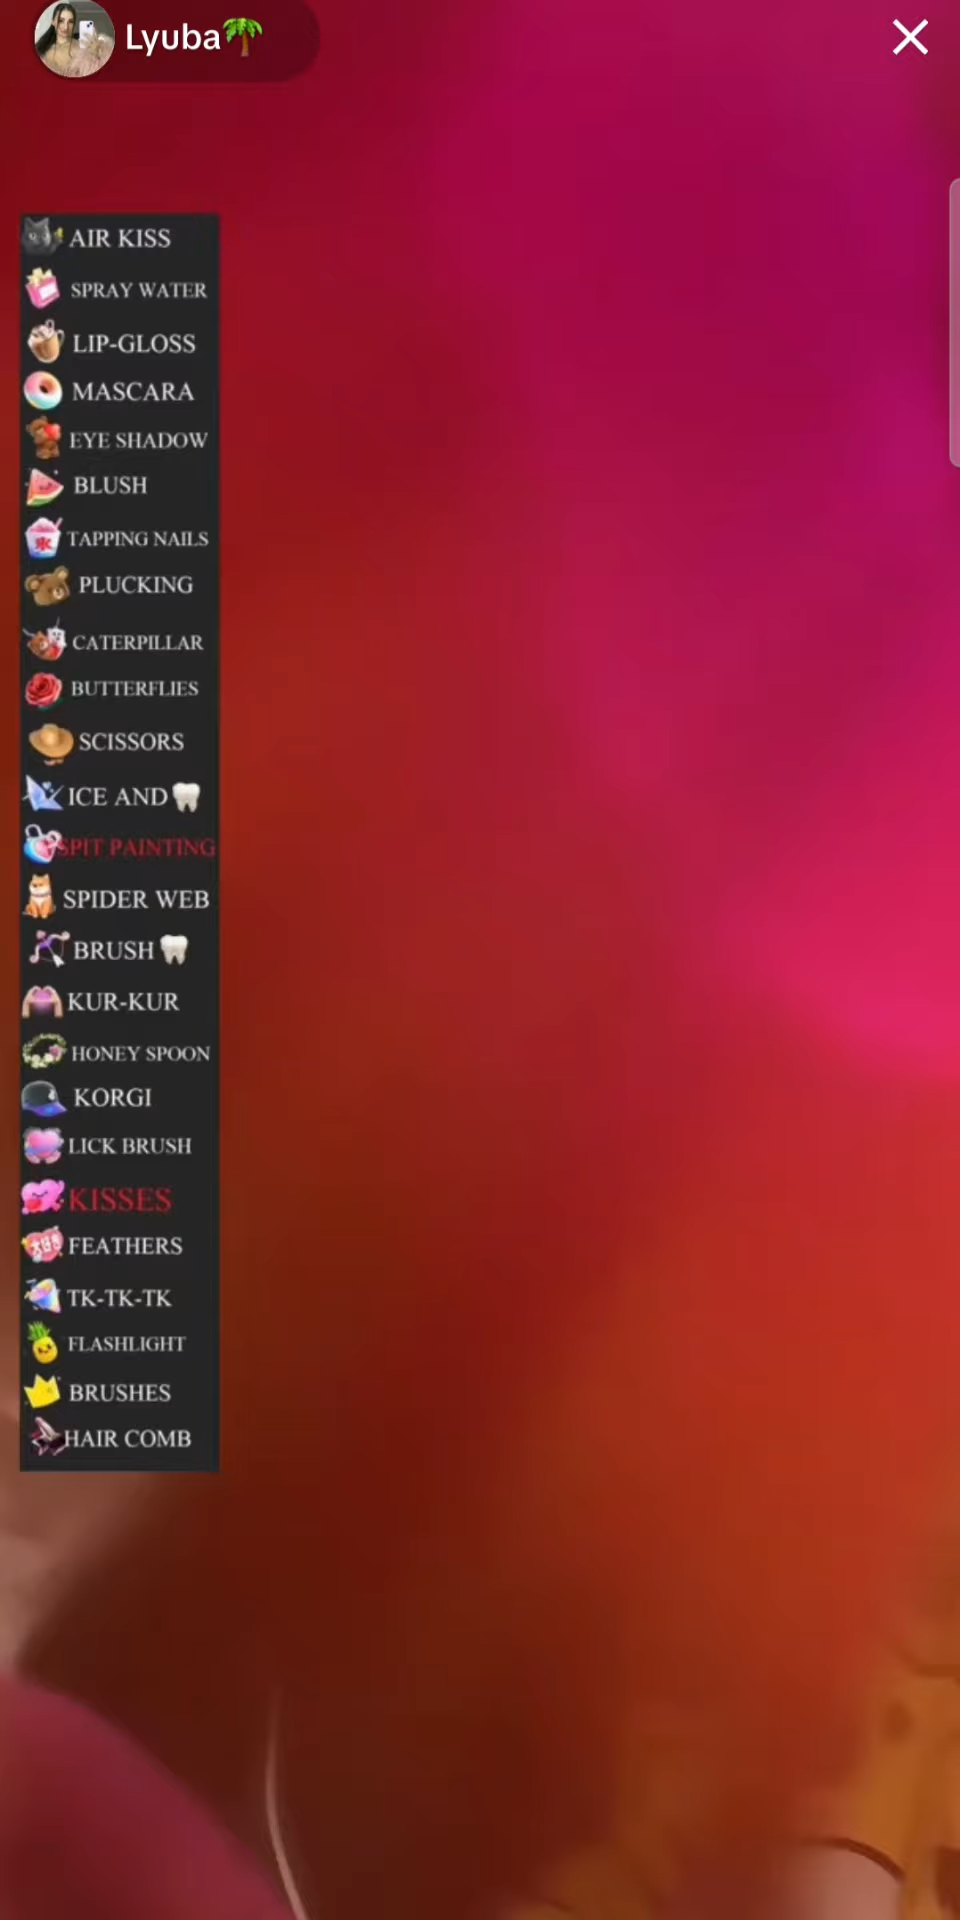 Lyuba🌴
AIR KISS
SPRAY WATER
LIP-GLOSS
MASCARA
EYE SHADOW
BLUSH
TAPPING NAILS
PLUCKING
CATERPILLAR
BUTTERFLIES
SCISSORS
ICE AND🦷
SPIT PAINTING
SPIDER WEB
BRUSH🦷
KUR-KUR
HONEY SPOON
KORGI
LICK BRUSH
KISSES
FEATHERS
TK-TK-TK
FLASHLIGHT
BRUSHES
HAIR COMB